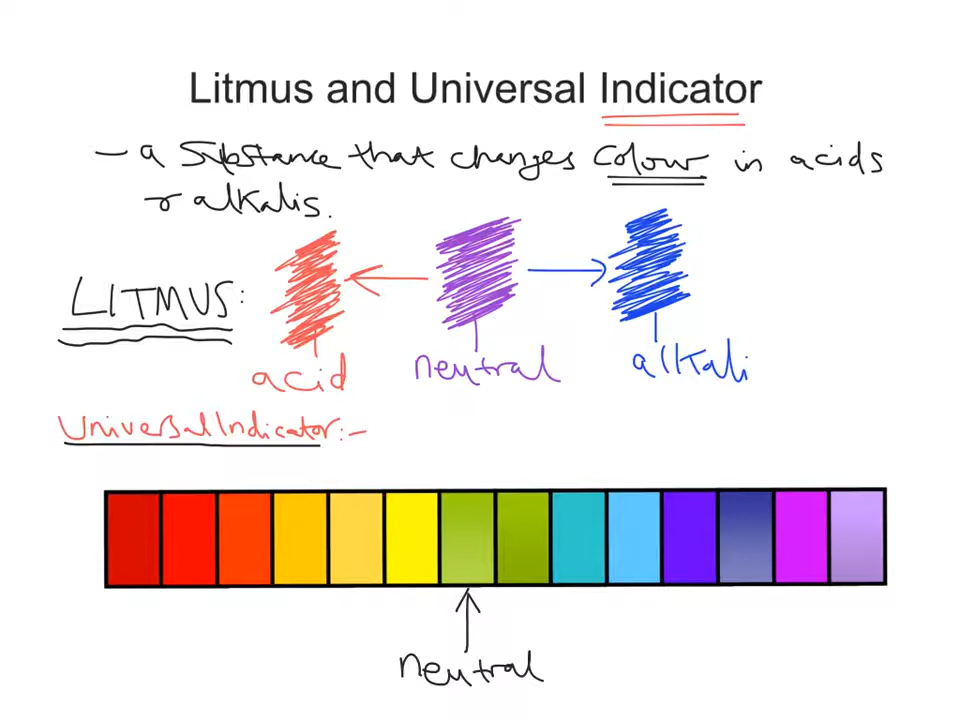 Litmus and Universal Indicator
- a substance that changes colour in acids
or alkalis.
LITMUS:
acid neutral alkali
Universal Indicator:-
neutral